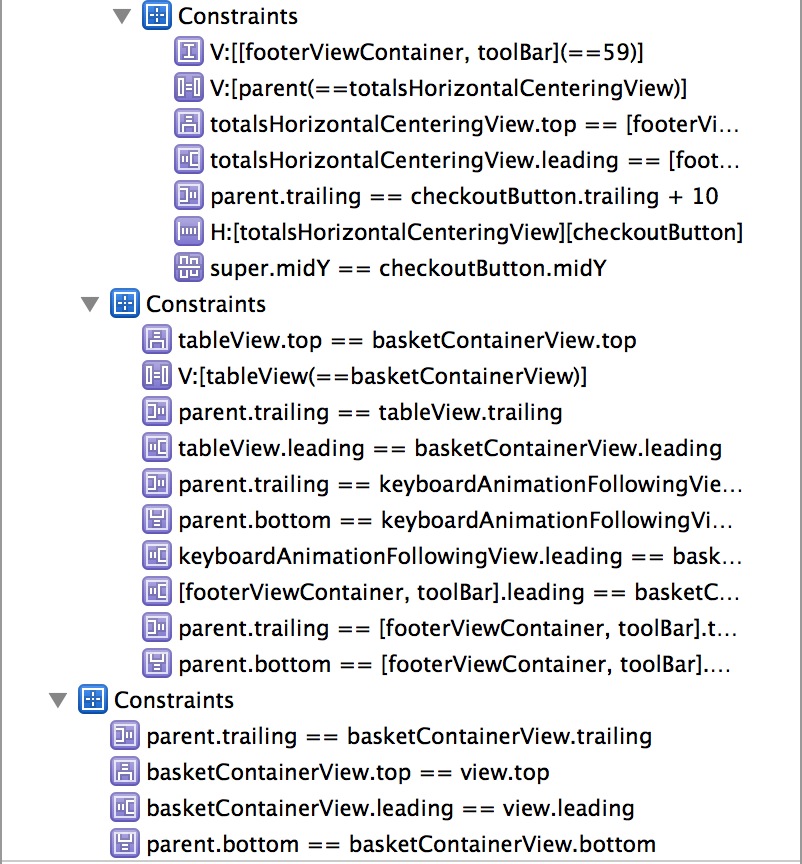 Constraints
V:[[footerViewContainer, toolBar](==59)]
V:[parent(==totalsHorizontalCenteringView)]
totalsHorizontalCenteringView.top == [footerVi...
totalsHorizontalCenteringView.leading == [foot...
parent.trailing == checkoutButton.trailing + 10
H:[totalsHorizontalCenteringView][checkoutButton]
super.midY == checkoutButton.midY
Constraints
tableView.top == basketContainerView.top
V:[tableView(==basketContainerView)]
parent.trailing == tableView.trailing
tableView.leading == basketContainerView.leading
parent.trailing == keyboardAnimationFollowingVie...
parent.bottom == keyboardAnimationFollowingVi...
keyboardAnimationFollowingView.leading == bask...
[footerViewContainer, toolBar].leading == basketC...
parent.trailing == [footerViewContainer, toolBar].t...
parent.bottom == [footerViewContainer, toolBar]....
Constraints
parent.trailing == basketContainerView.trailing
basketContainerView.top == view.top
basketContainerView.leading == view.leading
parent.bottom == basketContainerView.bottom